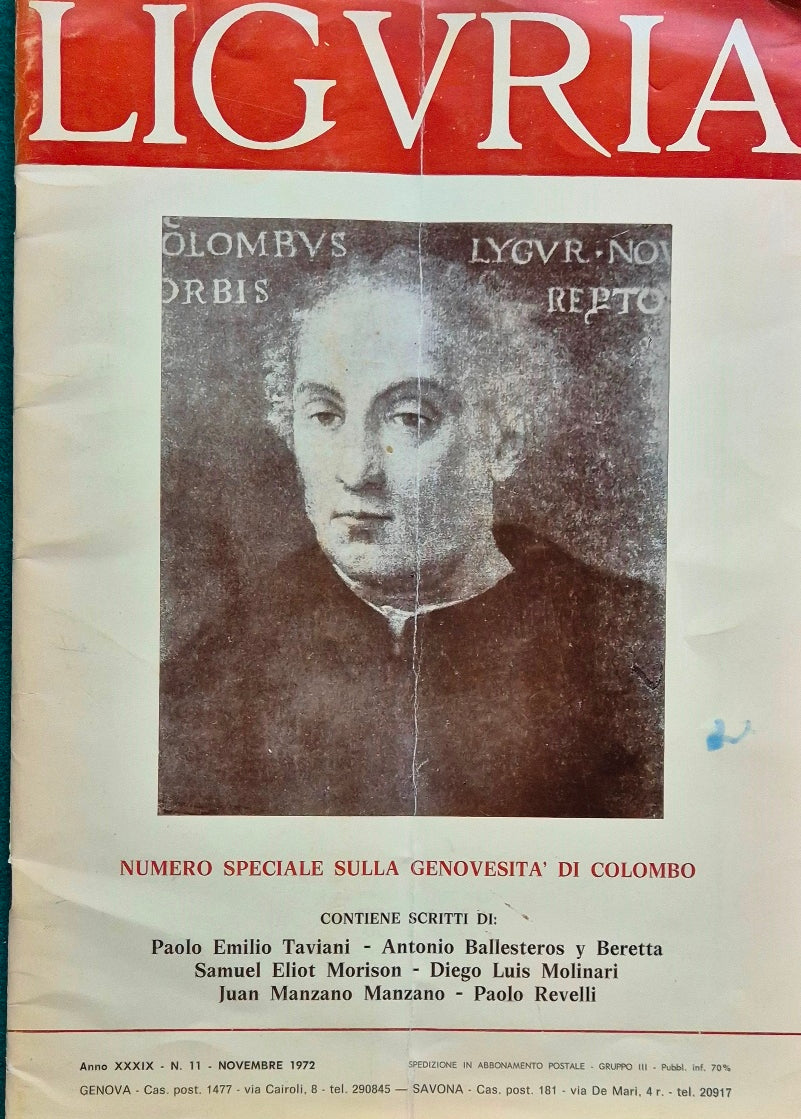 LIGVRIA
OLOMBVS LYGVR · NOV
ORBIS REPTO
NUMERO SPECIALE SULLA GENOVESITA' DI COLOMBO
CONTIENE SCRITTI DI:
Paolo Emilio Taviani - Antonio Ballesteros y Beretta
Samuel Eliot Morison - Diego Luis Molinari
Juan Manzano Manzano - Paolo Revelli
Anno XXXIX - N. 11 - NOVEMBRE 1972 SPEDIZIONE IN ABBONAMENTO POSTALE - GRUPPO III - Pubbl. inf. 70%
GENOVA - Cas. post. 1477 - via Cairoli, 8 - tel. 290845 — SAVONA - Cas. post. 181 - via De Mari, 4 r. - tel. 20917